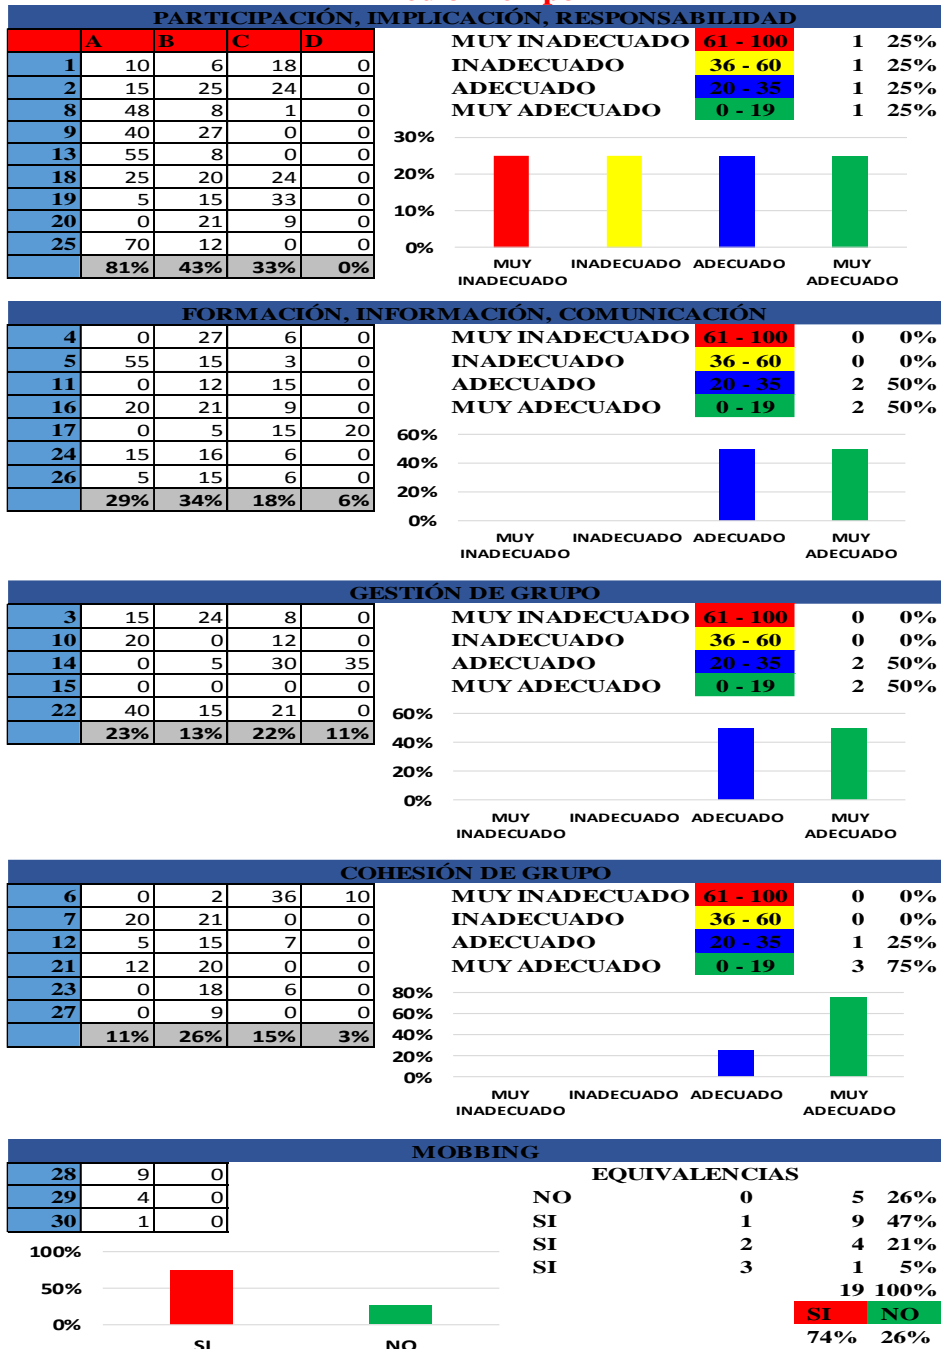 PARTICIPACIÓN, IMPLICACIÓN, RESPONSABILIDAD
A B C D MUY INADECUADO 61 - 100 1 25%
1 10 6 18 0 INADECUADO 36 - 60 1 25%
2 15 25 24 0 ADECUADO 20 - 35 1 25%
8 48 8 1 0 MUY ADECUADO 0 - 19 1 25%
9 40 27 0 0
13 55 8 0 0
18 25 20 24 0
19 5 15 33 0
20 0 21 9 0
25 70 12 0 0
81% 43% 33% 0%
30%
20%
10%
0%
MUY INADECUADO ADECUADO MUY
INADECUADO ADECUADO
FORMACIÓN, INFORMACIÓN, COMUNICACIÓN
4 0 27 6 0 MUY INADECUADO 61 - 100 0 0%
5 55 15 3 0 INADECUADO 36 - 60 0 0%
11 0 12 15 0 ADECUADO 20 - 35 2 50%
16 20 21 9 0 MUY ADECUADO 0 - 19 2 50%
17 0 5 15 20
24 15 16 6 0
26 5 15 6 0
29% 34% 18% 6%
60%
40%
20%
0%
MUY INADECUADO ADECUADO MUY
INADECUADO ADECUADO
GESTIÓN DE GRUPO
3 15 24 8 0 MUY INADECUADO 61 - 100 0 0%
10 20 0 12 0 INADECUADO 36 - 60 0 0%
14 0 5 30 35 ADECUADO 20 - 35 2 50%
15 0 0 0 0 MUY ADECUADO 0 - 19 2 50%
22 40 15 21 0
23% 13% 22% 11%
60%
40%
20%
0%
MUY INADECUADO ADECUADO MUY
INADECUADO ADECUADO
COHESIÓN DE GRUPO
6 0 2 36 10 MUY INADECUADO 61 - 100 0 0%
7 20 21 0 0 INADECUADO 36 - 60 0 0%
12 5 15 7 0 ADECUADO 20 - 35 1 25%
21 12 20 0 0 MUY ADECUADO 0 - 19 3 75%
23 0 18 6 0
27 0 9 0 0
11% 26% 15% 3%
80%
60%
40%
20%
0%
MUY INADECUADO ADECUADO MUY
INADECUADO ADECUADO
MOBBING
28 9 0 EQUIVALENCIAS
29 4 0 NO 0 5 26%
30 1 0 SI 1 9 47%
SI 2 4 21%
SI 3 1 5%
19 100%
SI NO
74% 26%
100%
50%
0%
SI NO